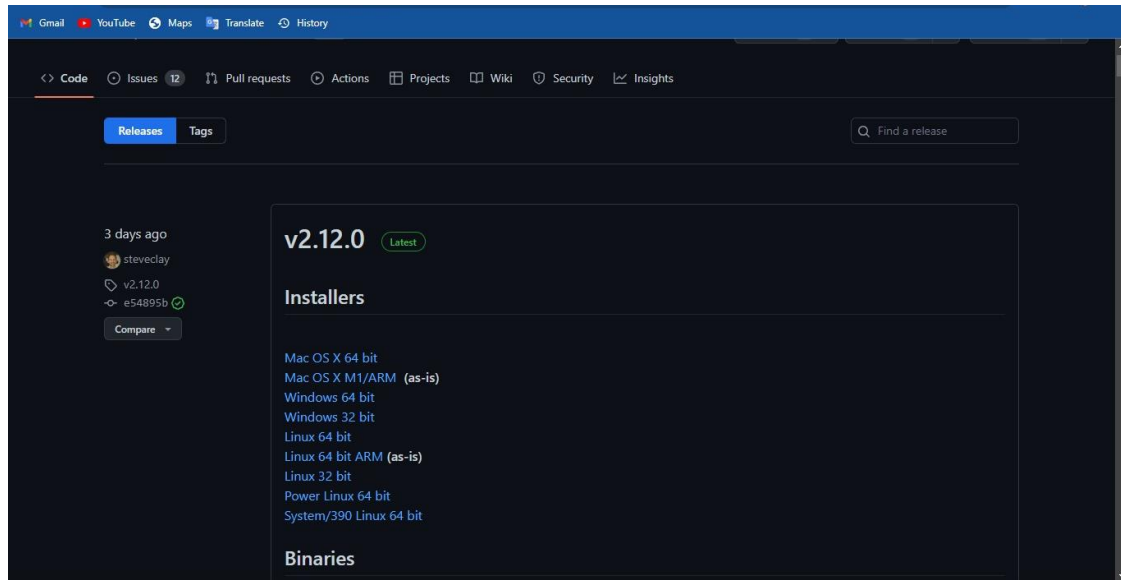 Gmail YouTube Maps Translate History
Code Issues 12 Pull requests Actions Projects Wiki Security Insights
Releases Tags Find a release
3 days ago
steveclay
v2.12.0
e54895b
Compare
v2.12.0 Latest
Installers
Mac OS X 64 bit
Mac OS X M1/ARM (as-is)
Windows 64 bit
Windows 32 bit
Linux 64 bit
Linux 64 bit ARM (as-is)
Linux 32 bit
Power Linux 64 bit
System/390 Linux 64 bit
Binaries